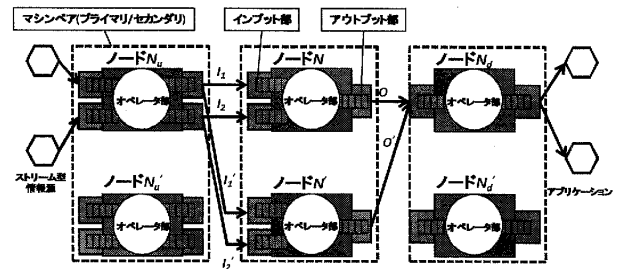 マシンペア(プライマリ/セカンダリ)
インプット部
アウトプット部
ノードNu
ノードN
ノードNd
オペレータ部
オペレータ部
オペレータ部
I1
I2
O
O'
ストリーム型
情報源
アプリケーション
ノードNu'
ノードN'
ノードNd'
I1'
I2'
オペレータ部
オペレータ部
オペレータ部